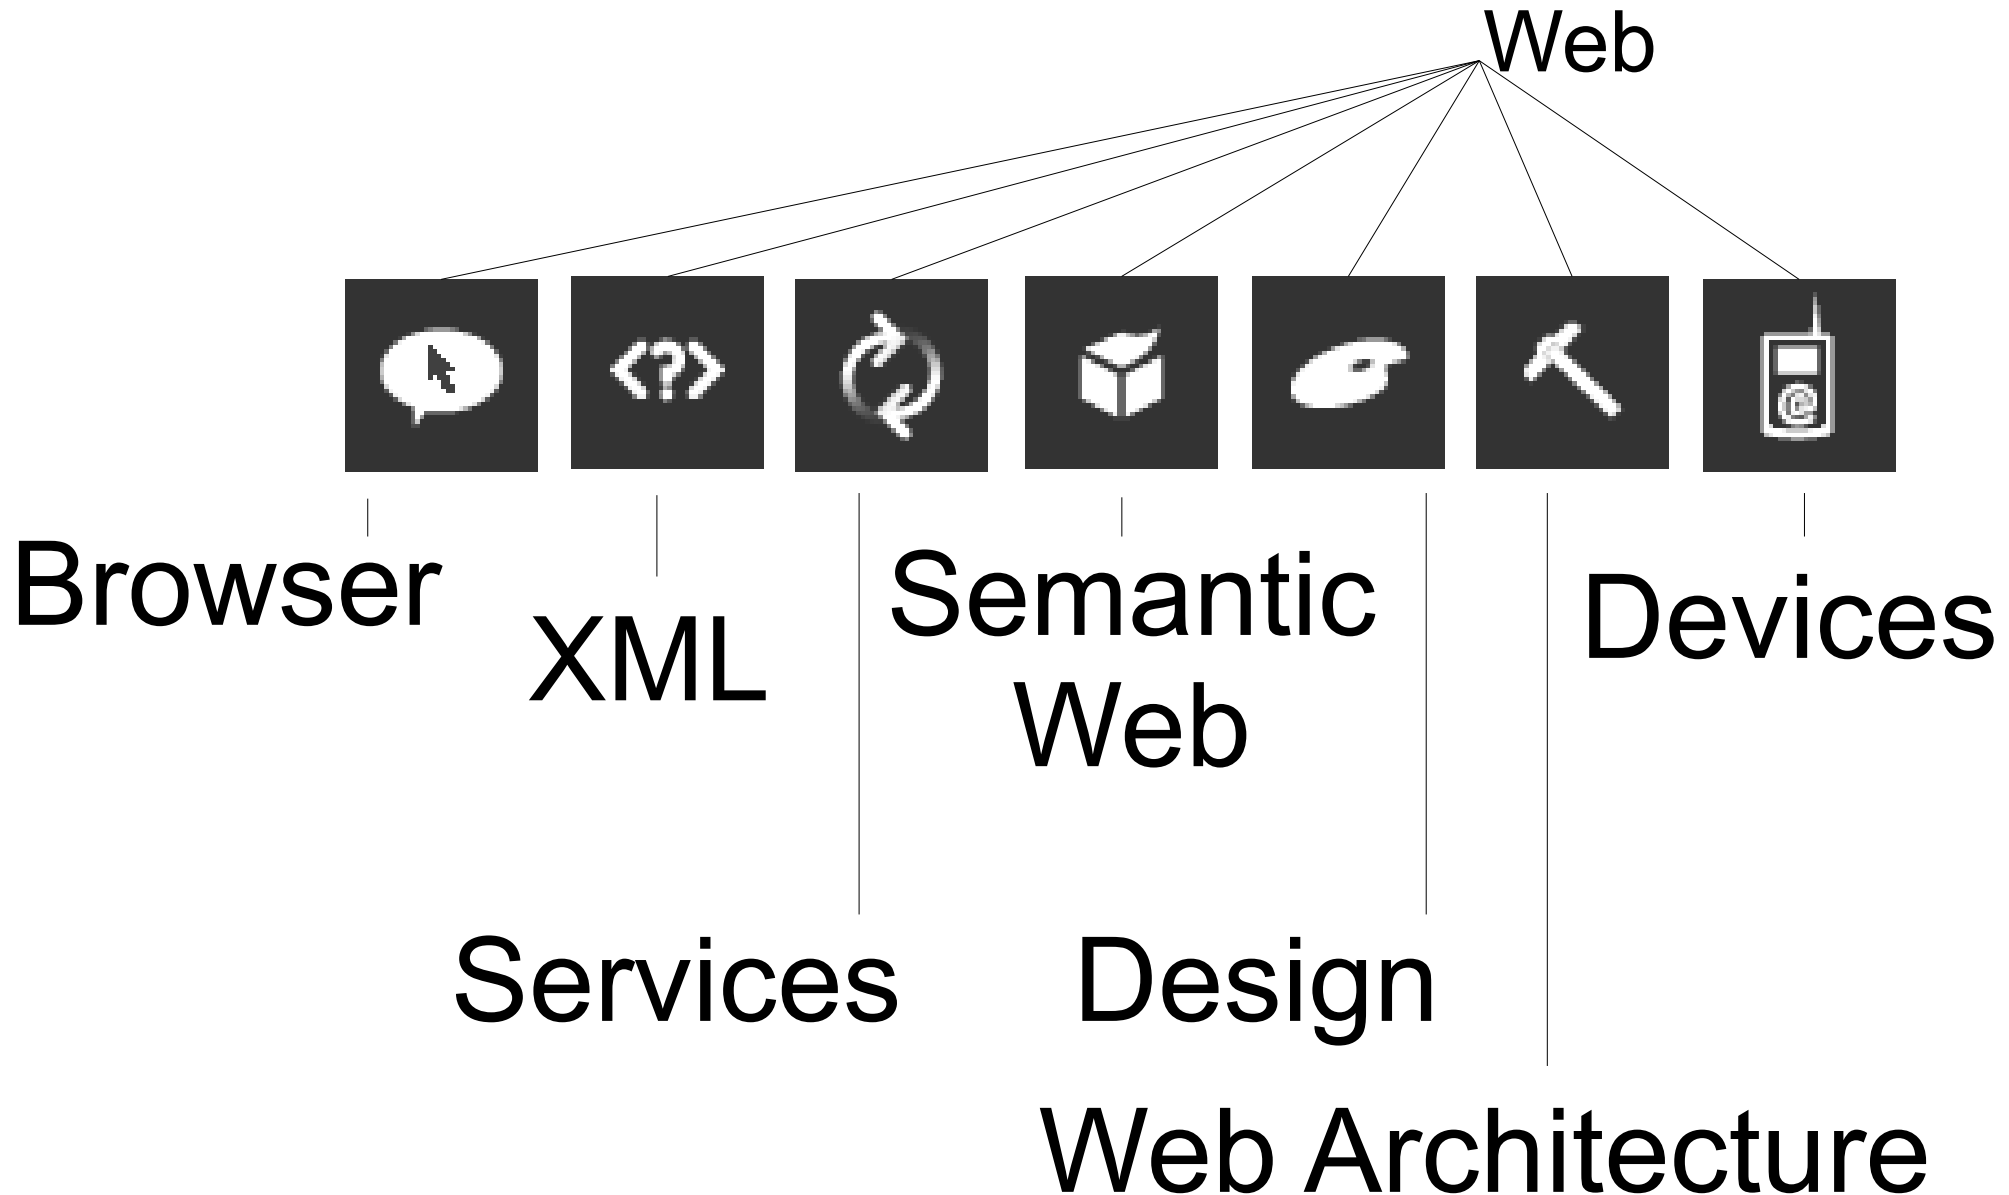 Web
<?>
@
Browser
XML
Semantic
Web
Devices
Services
Design
Web Architecture